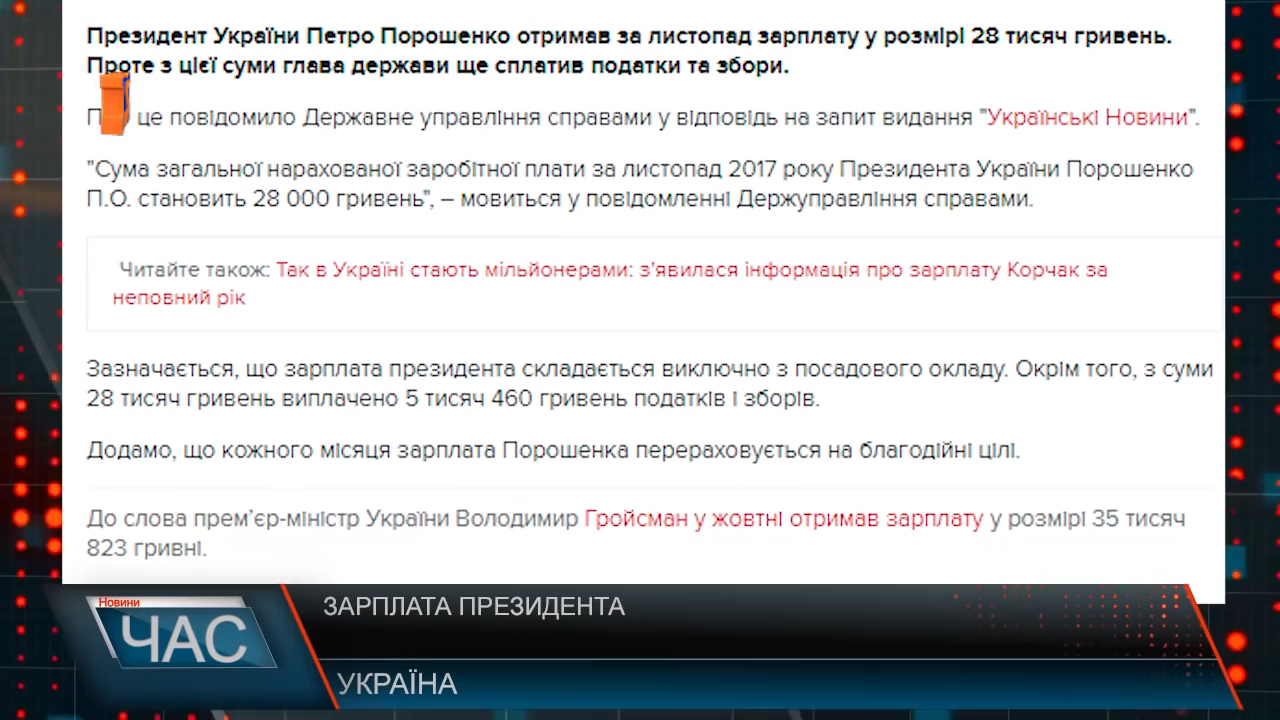 Президент України Петро Порошенко отримав за листопад зарплату у розмірі 28 тисяч гривень.
Проте з цієї суми глава держави ще сплатив податки та збори.
це повідомило Державне управління справами у відповідь на запит видання "Українські Новини".
"Сума загальної нарахованої заробітної плати за листопад 2017 року Президента України Порошенко
П.О. становить 28 000 гривень", – мовиться у повідомленні Держуправління справами.
Читайте також: Так в Україні стають мільйонерами: з'явилася інформація про зарплату Корчак за
неповний рік
Зазначається, що зарплата президента складається виключно з посадового окладу. Окрім того, з суми
28 тисяч гривень виплачено 5 тисяч 460 гривень податків і зборів.
Додамо, що кожного місяця зарплата Порошенка перераховується на благодійні цілі.
До слова прем’єр-міністр України Володимир Гройсман у жовтні отримав зарплату у розмірі 35 тисяч
823 гривні.
Новини
ЧАС
ЗАРПЛАТА ПРЕЗИДЕНТА
УКРАЇНА